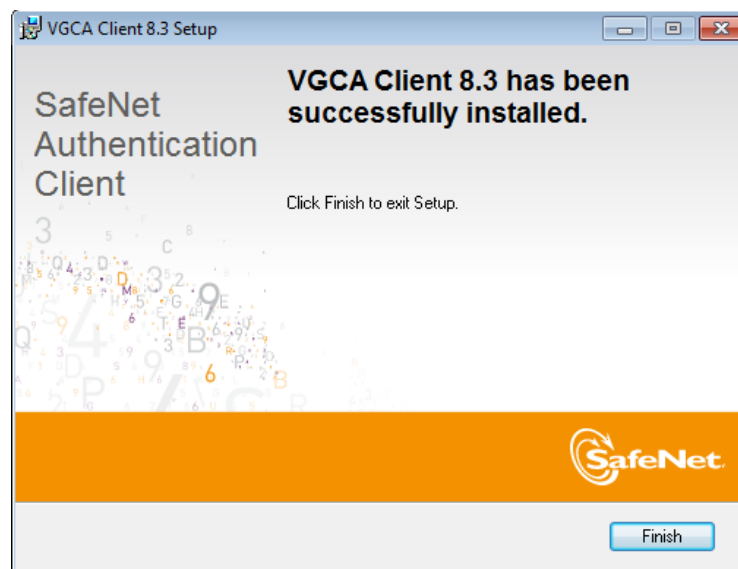 VGCA Client 8.3 Setup
SafeNet
Authentication
Client
VGCA Client 8.3 has been
successfully installed.
Click Finish to exit Setup.
SafeNet.
Finish